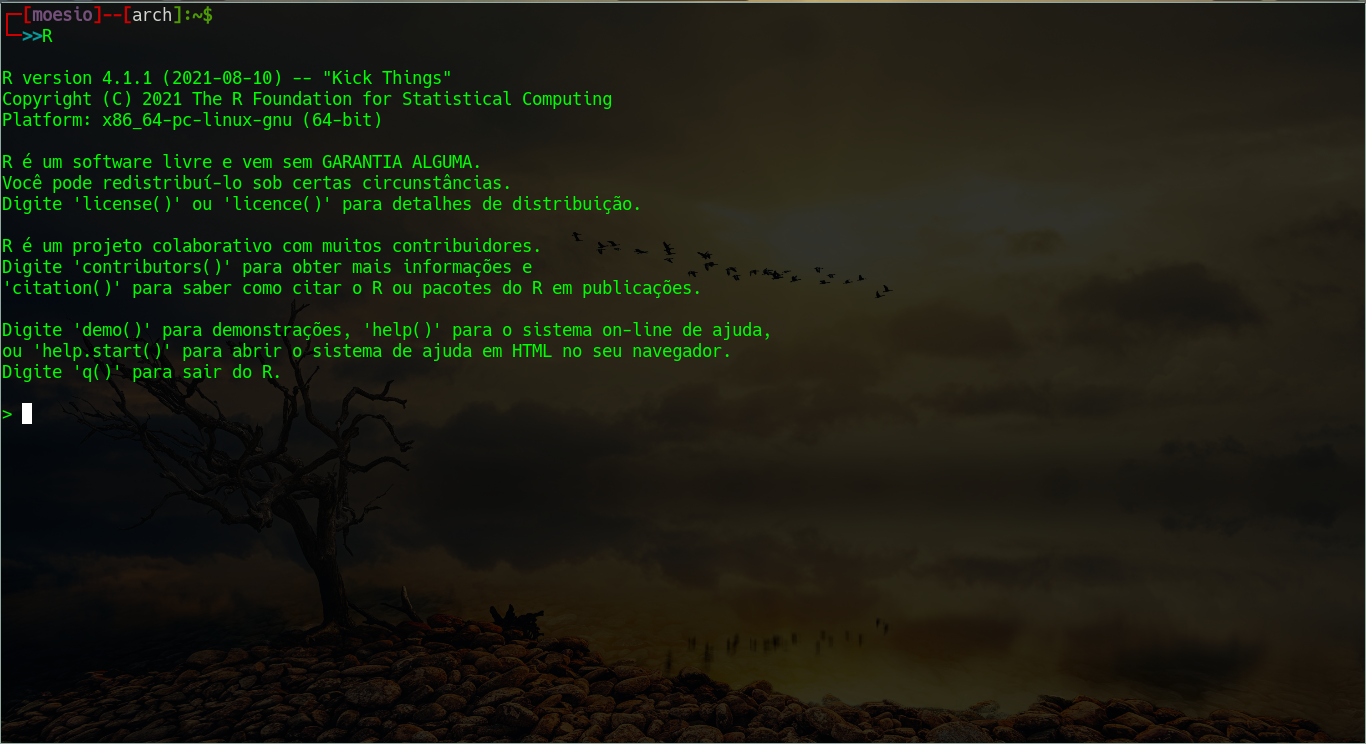 ┌─[moesio]--[arch]:~$
└─>>R
R version 4.1.1 (2021-08-10) -- "Kick Things"
Copyright (C) 2021 The R Foundation for Statistical Computing
Platform: x86_64-pc-linux-gnu (64-bit)
R é um software livre e vem sem GARANTIA ALGUMA.
Você pode redistribuí-lo sob certas circunstâncias.
Digite 'license()' ou 'licence()' para detalhes de distribuição.
R é um projeto colaborativo com muitos contribuidores.
Digite 'contributors()' para obter mais informações e
'citation()' para saber como citar o R ou pacotes do R em publicações.
Digite 'demo()' para demonstrações, 'help()' para o sistema on-line de ajuda,
ou 'help.start()' para abrir o sistema de ajuda em HTML no seu navegador.
Digite 'q()' para sair do R.
>